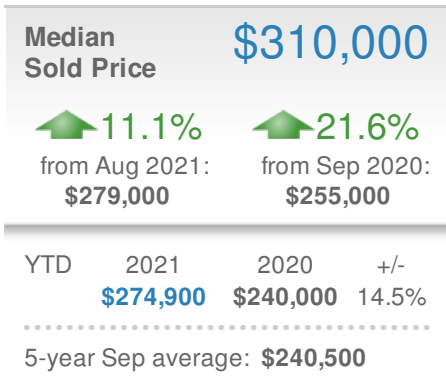 Median $310,000
Sold Price
11.1% 21.6%
from Aug 2021: from Sep 2020:
$279,000 $255,000
YTD 2021 2020 +/-
$274,900 $240,000 14.5%
5-year Sep average: $240,500